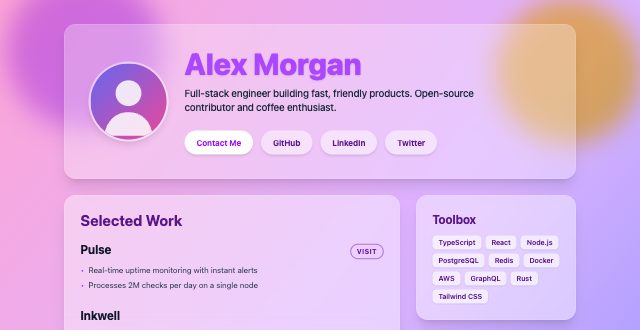 Alex Morgan
Full-stack engineer building fast, friendly products. Open-source
contributor and coffee enthusiast.
Contact Me
GitHub
LinkedIn
Twitter
Selected Work
Pulse
VISIT
· Real-time uptime monitoring with instant alerts
· Processes 2M checks per day on a single node
Inkwell
Toolbox
TypeScript React Node.js
PostgreSQL Redis Docker
AWS GraphQL Rust
Tailwind CSS